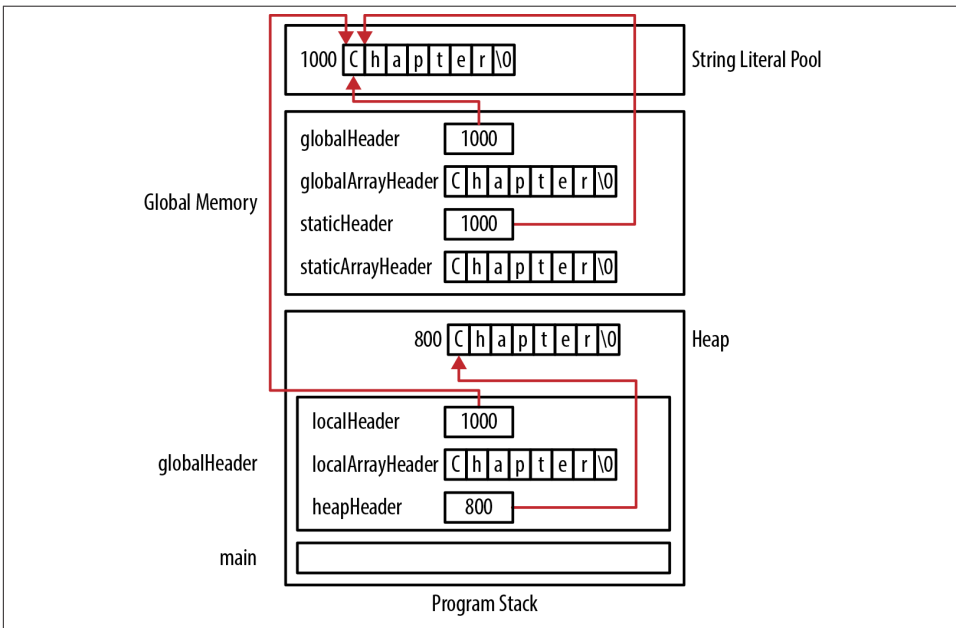 1000 C h a p t e r \0
String Literal Pool
globalHeader 1000
globalArrayHeader C h a p t e r \0
Global Memory
staticHeader 1000
staticArrayHeader C h a p t e r \0
800 C h a p t e r \0
Heap
localHeader 1000
globalHeader
localArrayHeader C h a p t e r \0
heapHeader 800
main
Program Stack